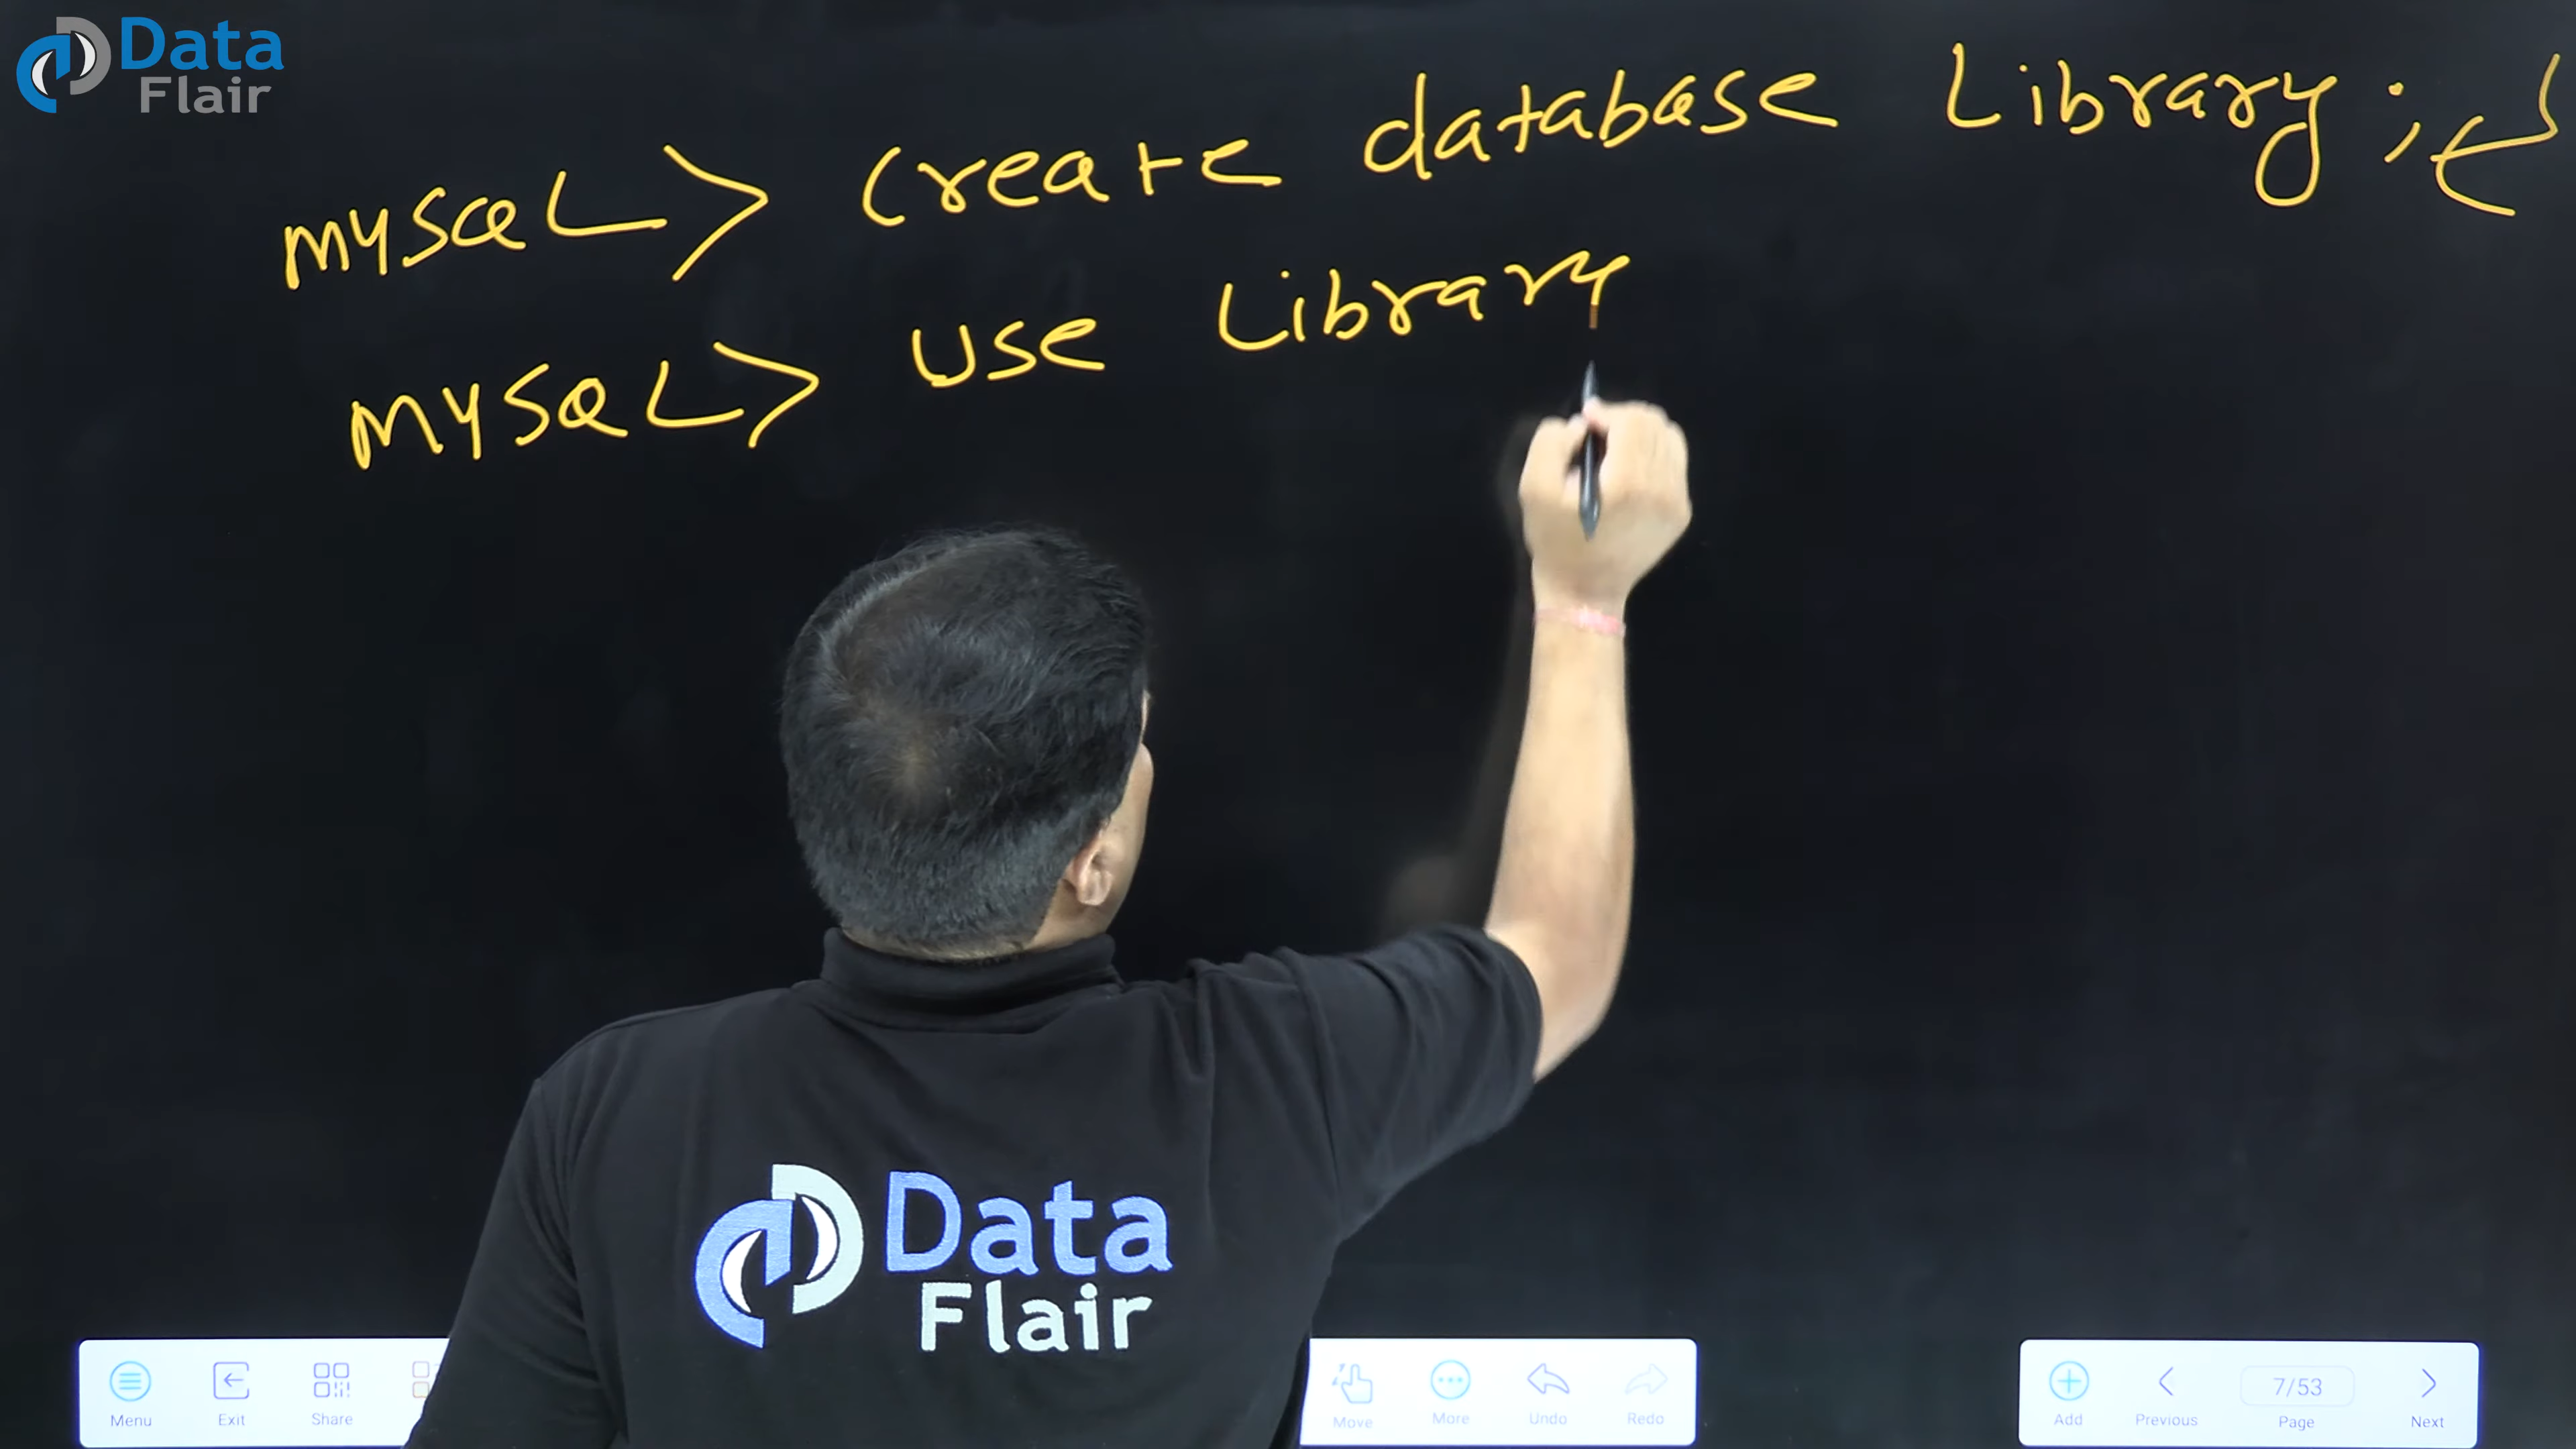 Data
Flair
mysql> create database Library;
mysql> use Library
Data
Flair
Menu
Exit
Share
Move
More
Undo
Redo
Add
Previous
7/53
Page
Next